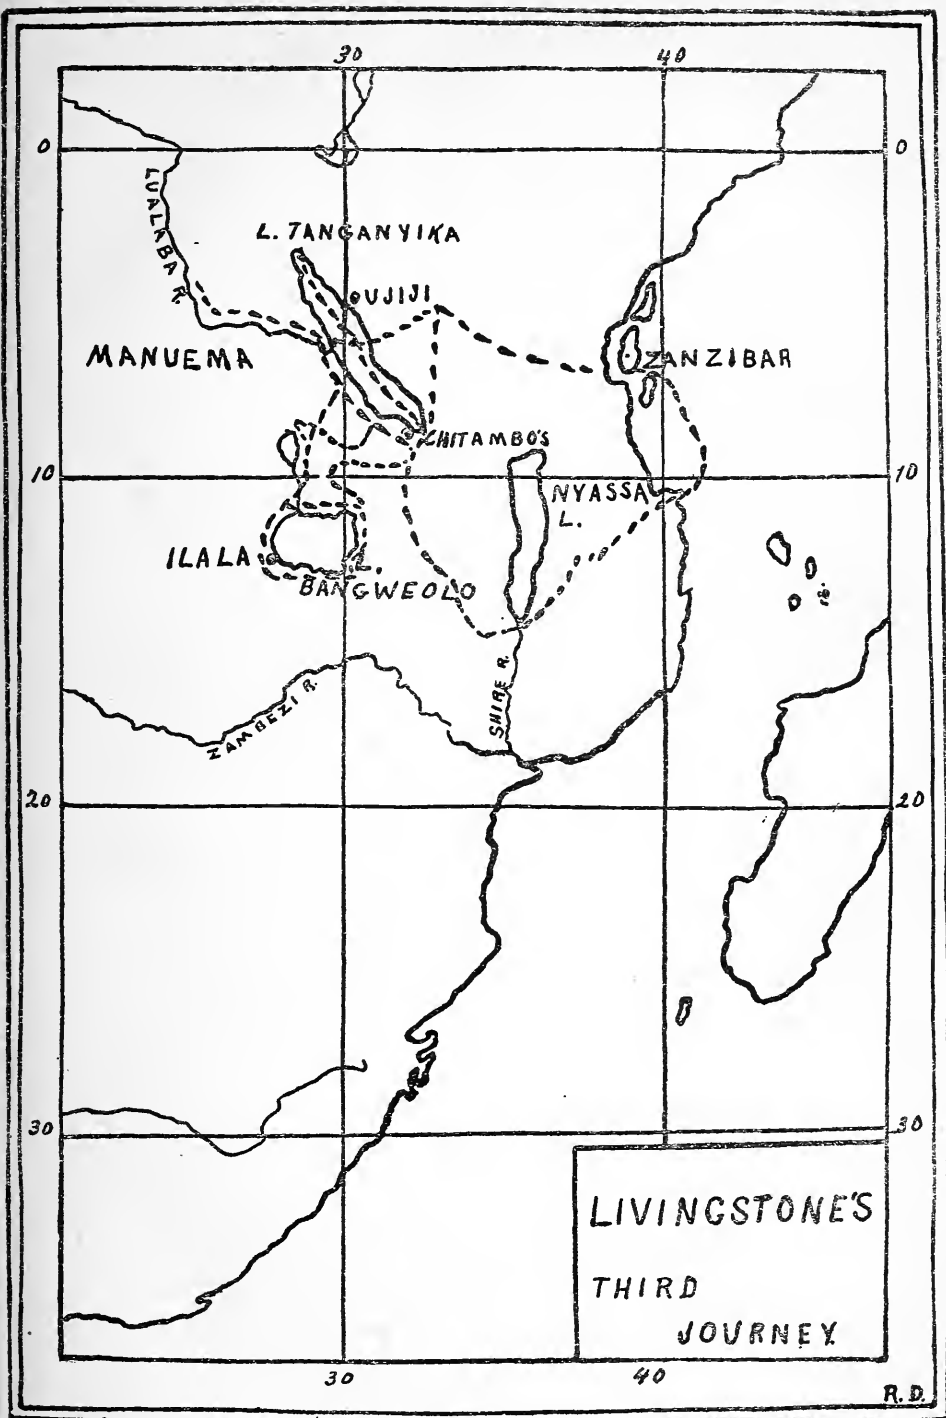 30 40
0 0
LUALABA R.
L. TANGANYIKA
UJIJI
MANUEMA
ZANZIBAR
CHITAMBO'S
10 10
NYASSA
L.
ILALA
BANGWEOLO
SHIRE R.
ZAMBEZI R.
20 20
30 30
LIVINGSTONE'S
THIRD
JOURNEY
30 40
R.D.